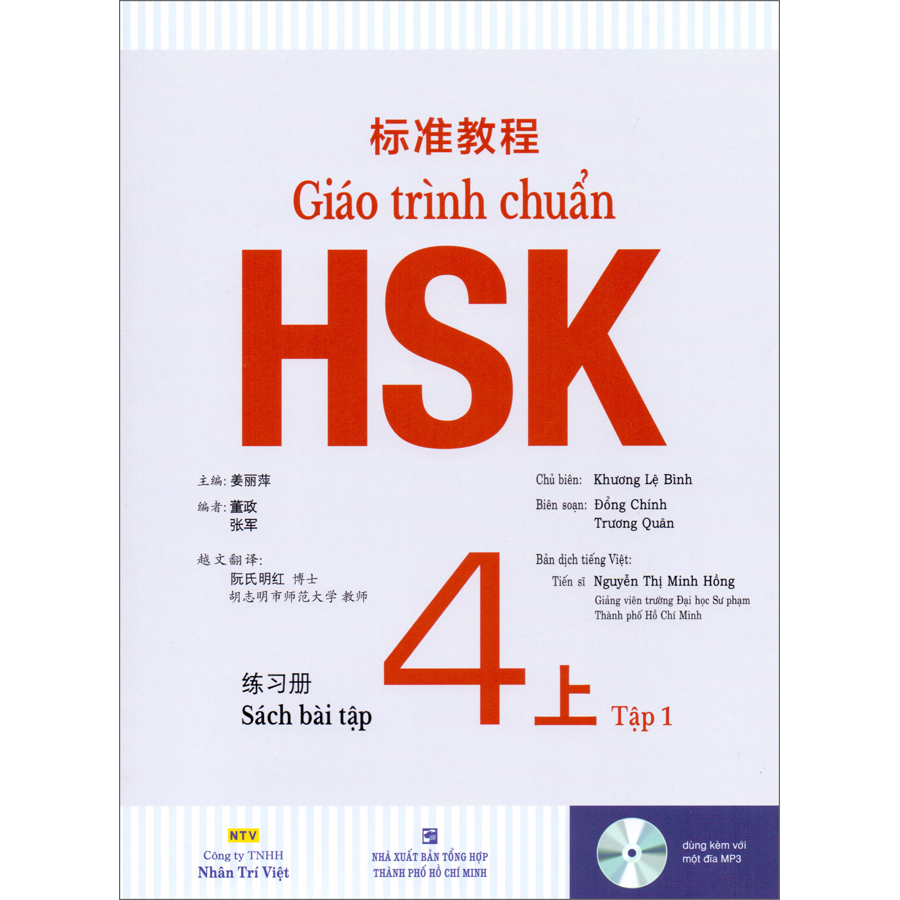 标准教程
Giáo trình chuẩn
HSK
主编: 姜丽萍
编者: 董政
张军
越文翻译:
阮氏明红 博士
胡志明市师范大学 教师
Chủ biên: Khương Lệ Bình
Biên soạn: Đổng Chính
Trương Quân
Bản dịch tiếng Việt:
Tiến sĩ Nguyễn Thị Minh Hồng
Giảng viên trường Đại học Sư phạm
Thành phố Hồ Chí Minh
练习册
Sách bài tập
4 上 Tập 1
NTV
Công ty TNHH
Nhân Trí Việt
NHÀ XUẤT BẢN TỔNG HỢP
THÀNH PHỐ HỒ CHÍ MINH
dùng kèm với
một đĩa MP3